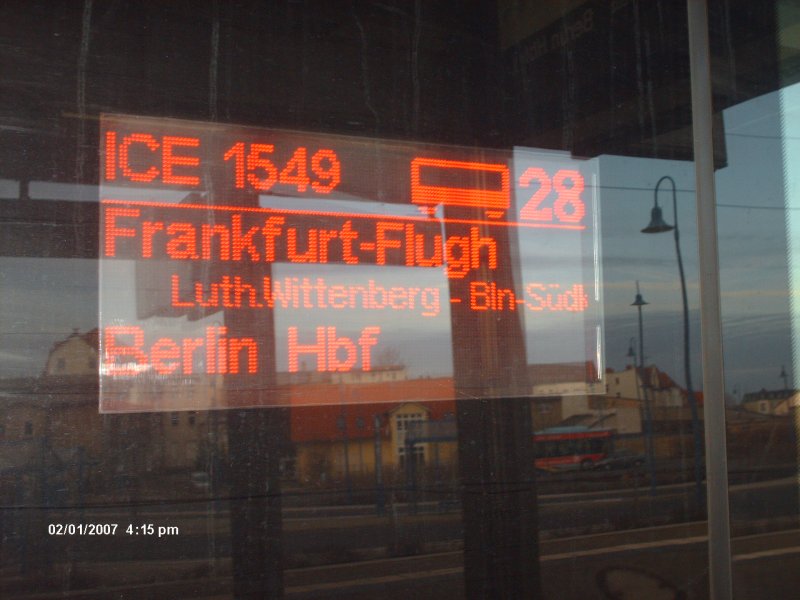 ICE 1549 28
Frankfurt-Flugh
Luth.Wittenberg - Bln-Südk
Berlin Hbf
02/01/2007 4:15 pm